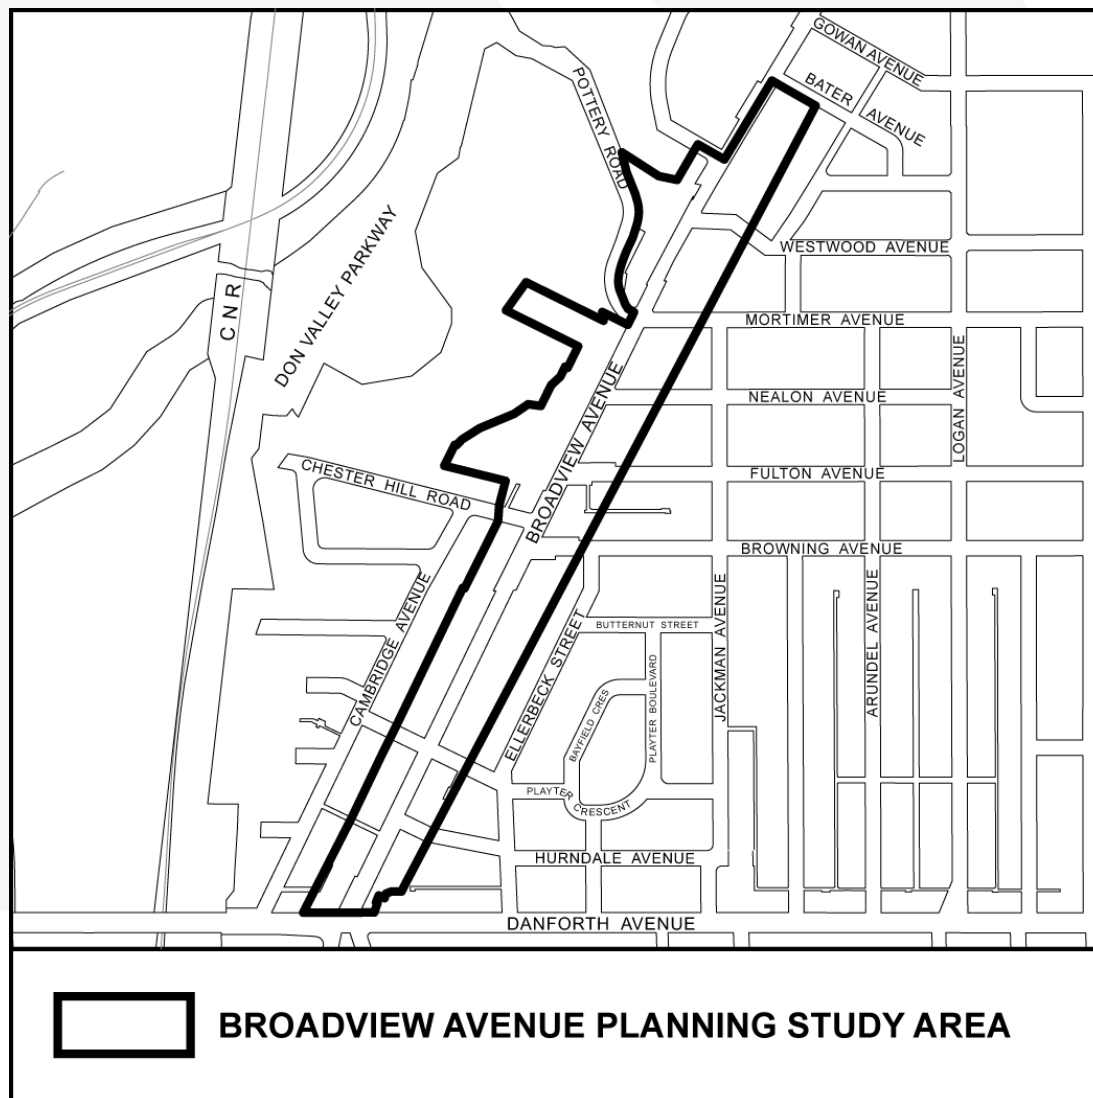 GOWAN AVENUE
BATER AVENUE
POTTERY ROAD
DON VALLEY PARKWAY
CNR
WESTWOOD AVENUE
MORTIMER AVENUE
LOGAN AVENUE
BROADVIEW AVENUE
NEALON AVENUE
CHESTER HILL ROAD
FULTON AVENUE
BROWNING AVENUE
CAMBRIDGE AVENUE
ELLERBECK STREET
BUTTERNUT STREET
JACKMAN AVENUE
ARUNDEL AVENUE
BAYFIELD CRES
PLAYTER BOULEVARD
PLAYTER CRESCENT
HURNDALE AVENUE
DANFORTH AVENUE
BROADVIEW AVENUE PLANNING STUDY AREA